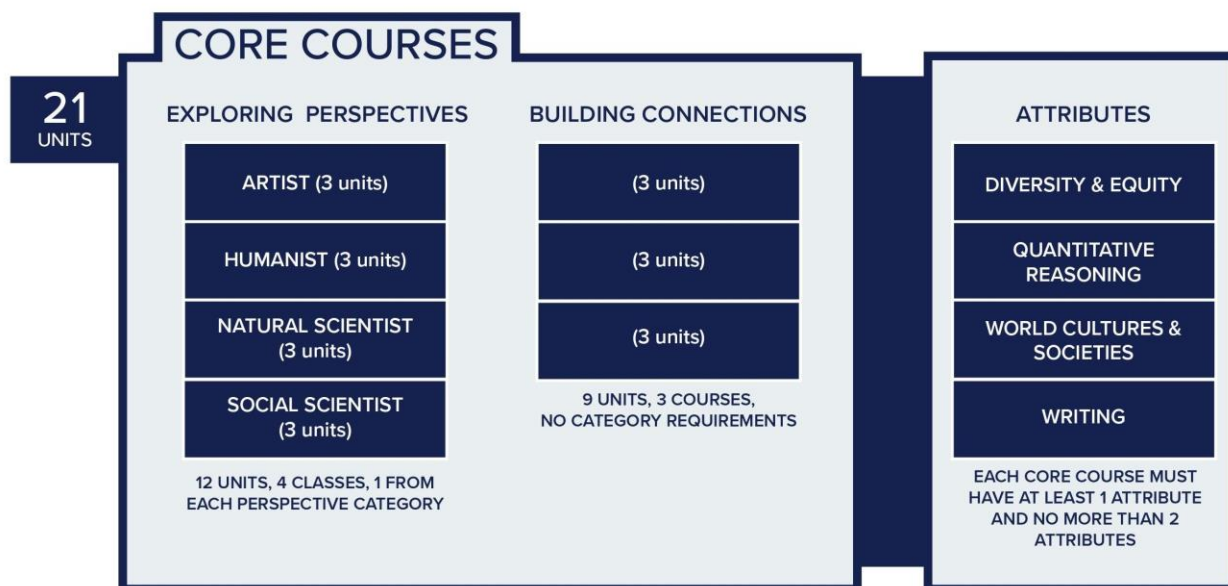 CORE COURSES
21
UNITS
EXPLORING PERSPECTIVES
ARTIST (3 units)
HUMANIST (3 units)
NATURAL SCIENTIST
(3 units)
SOCIAL SCIENTIST
(3 units)
12 UNITS, 4 CLASSES, 1 FROM
EACH PERSPECTIVE CATEGORY
BUILDING CONNECTIONS
(3 units)
(3 units)
(3 units)
9 UNITS, 3 COURSES,
NO CATEGORY REQUIREMENTS
ATTRIBUTES
DIVERSITY & EQUITY
QUANTITATIVE
REASONING
WORLD CULTURES &
SOCIETIES
WRITING
EACH CORE COURSE MUST
HAVE AT LEAST 1 ATTRIBUTE
AND NO MORE THAN 2
ATTRIBUTES